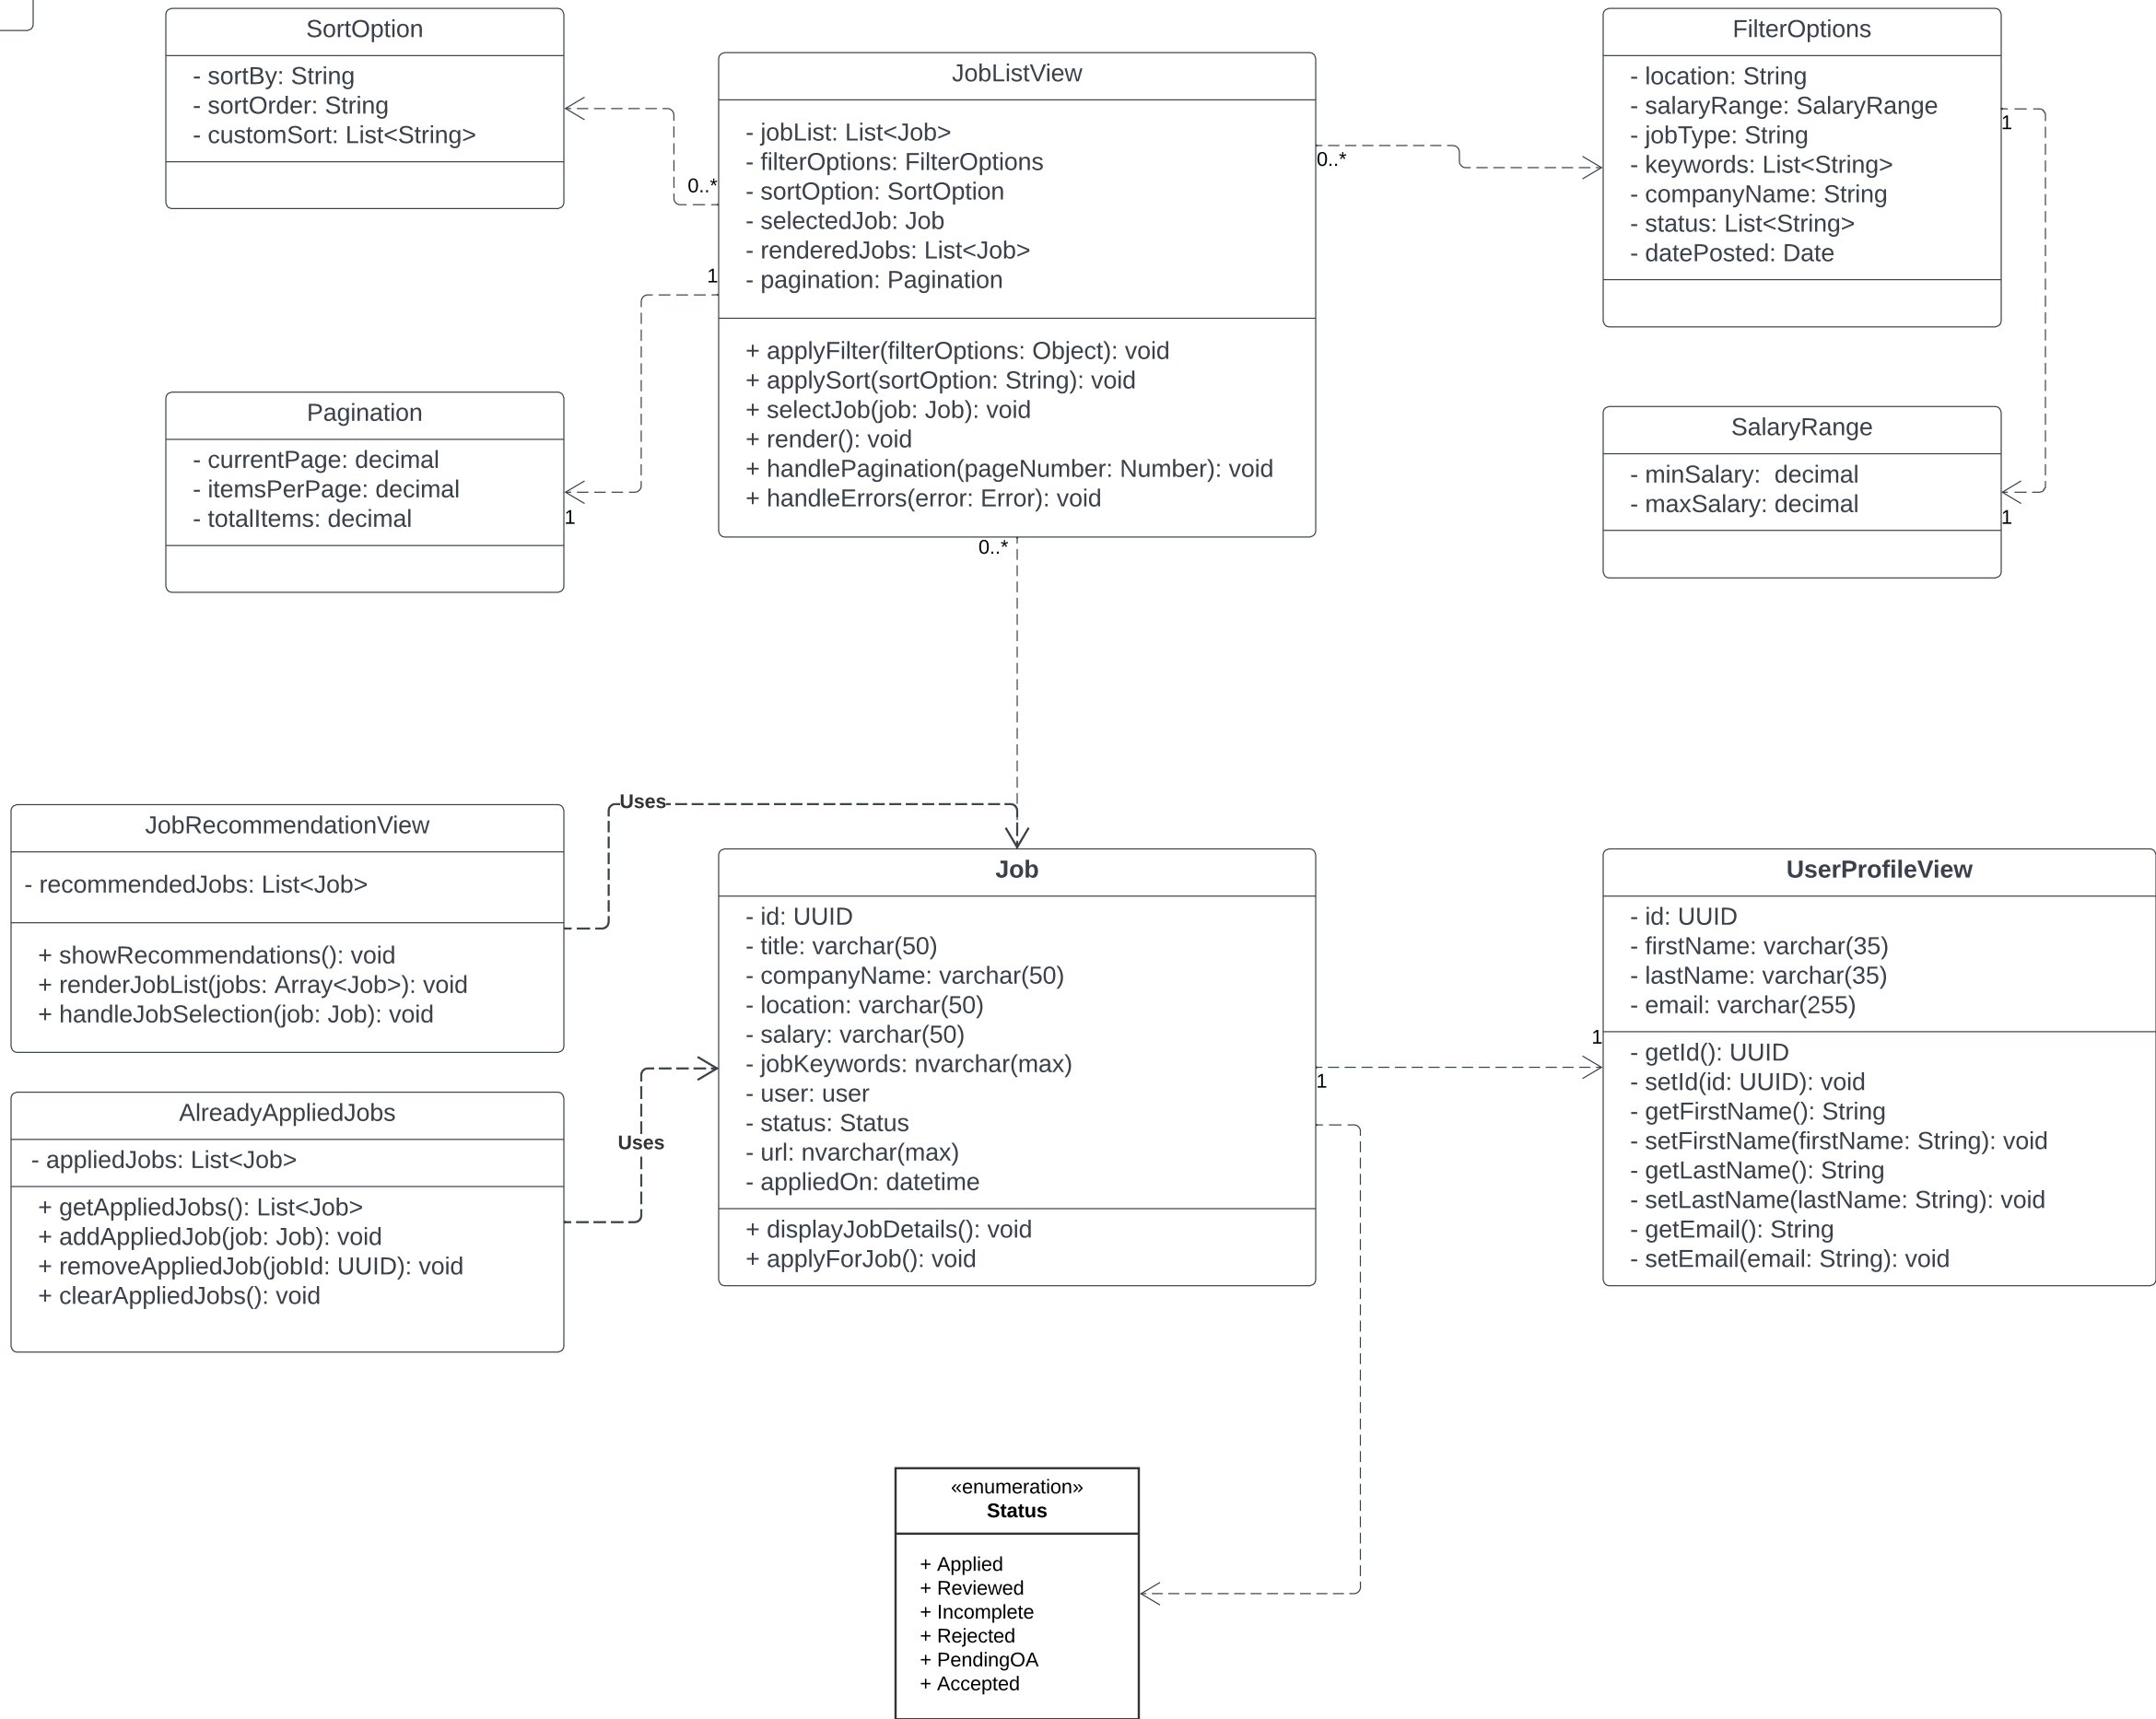 SortOption
- sortBy: String
- sortOrder: String
- customSort: List<String>
JobListView
- jobList: List<Job>
- filterOptions: FilterOptions
- sortOption: SortOption
- selectedJob: Job
- renderedJobs: List<Job>
- pagination: Pagination
+ applyFilter(filterOptions: Object): void
+ applySort(sortOption: String): void
+ selectJob(job: Job): void
+ render(): void
+ handlePagination(pageNumber: Number): void
+ handleErrors(error: Error): void
FilterOptions
- location: String
- salaryRange: SalaryRange
- jobType: String
- keywords: List<String>
- companyName: String
- status: List<String>
- datePosted: Date
0..*
1
0..*
1
Pagination
- currentPage: decimal
- itemsPerPage: decimal
- totalItems: decimal
1
0..*
SalaryRange
- minSalary:  decimal
- maxSalary: decimal
1
Uses
JobRecommendationView
- recommendedJobs: List<Job>
+ showRecommendations(): void
+ renderJobList(jobs: Array<Job>): void
+ handleJobSelection(job: Job): void
Job
- id: UUID
- title: varchar(50)
- companyName: varchar(50)
- location: varchar(50)
- salary: varchar(50)
- jobKeywords: nvarchar(max)
- user: user
- status: Status
- url: nvarchar(max)
- appliedOn: datetime
+ displayJobDetails(): void
+ applyForJob(): void
1
1
UserProfileView
- id: UUID
- firstName: varchar(35)
- lastName: varchar(35)
- email: varchar(255)
- getId(): UUID
- setId(id: UUID): void
- getFirstName(): String
- setFirstName(firstName: String): void
- getLastName(): String
- setLastName(lastName: String): void
- getEmail(): String
- setEmail(email: String): void
Uses
AlreadyAppliedJobs
- appliedJobs: List<Job>
+ getAppliedJobs(): List<Job>
+ addAppliedJob(job: Job): void
+ removeAppliedJob(jobId: UUID): void
+ clearAppliedJobs(): void
«enumeration»
Status
+ Applied
+ Reviewed
+ Incomplete
+ Rejected
+ PendingOA
+ Accepted